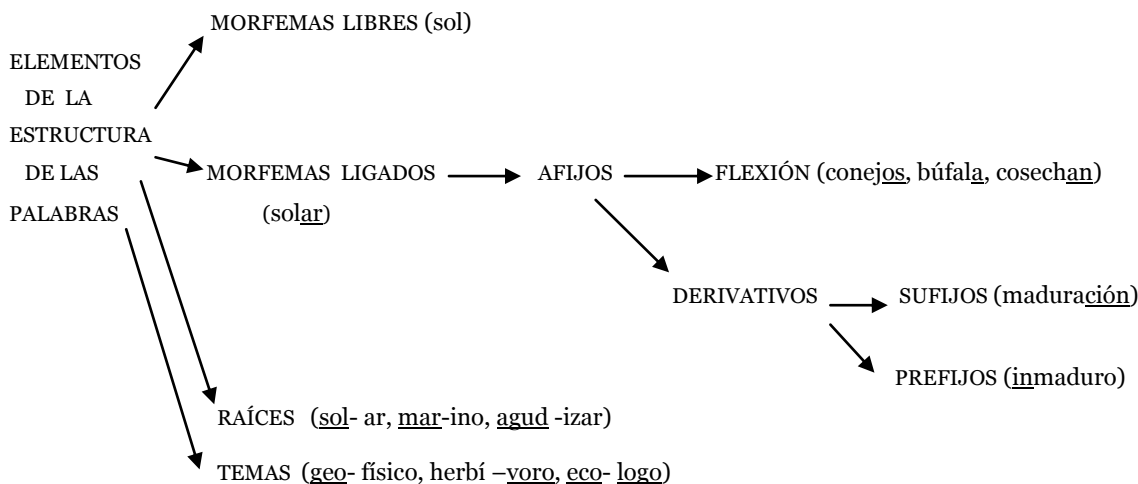 MORFEMAS LIBRES (sol)
ELEMENTOS
DE LA
ESTRUCTURA
DE LAS
PALABRAS
MORFEMAS LIGADOS
(solar)
AFIJOS
FLEXIÓN (conejos, búfala, cosechan)
DERIVATIVOS
SUFIJOS (maduración)
PREFIJOS (inmaduro)
RAÍCES (sol- ar, mar-ino, agud -izar)
TEMAS (geo- físico, herbí –voro, eco- logo)